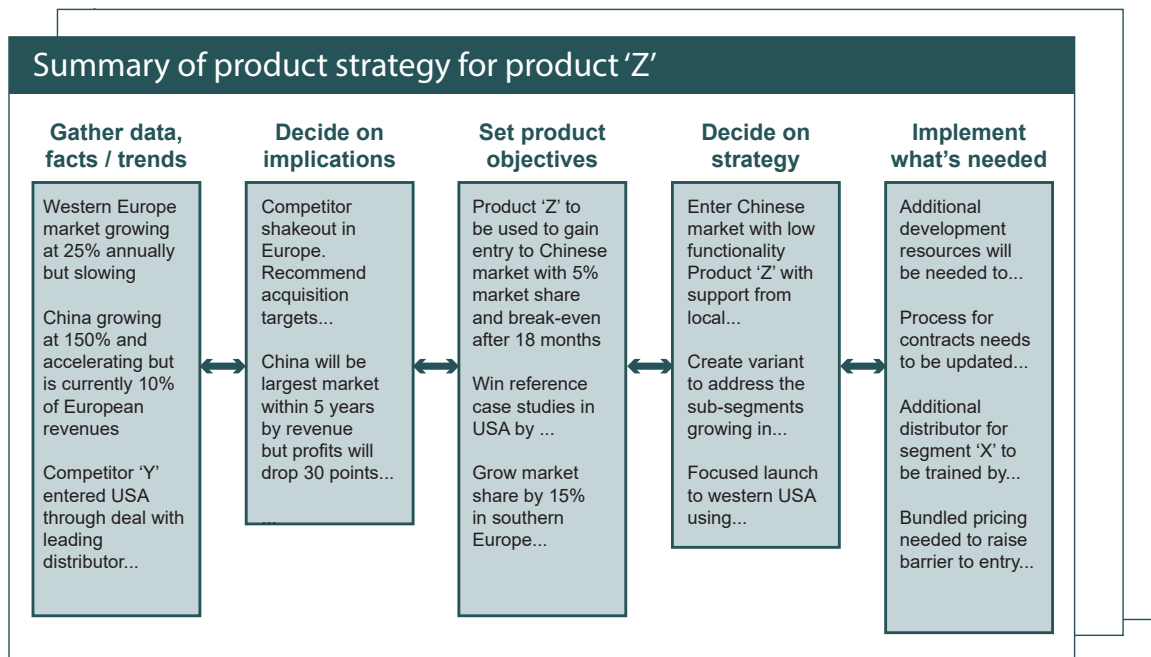 Summary of product strategy for product ‘Z’
Gather data,
facts / trends
Western Europe
market growing
at 25% annually
but slowing
China growing
at 150% and
accelerating but
is currently 10%
of European
revenues
Competitor ‘Y’
entered USA
through deal with
leading
distributor...
Decide on
implications
Competitor
shakeout in
Europe.
Recommend
acquisition
targets...
China will be
largest market
within 5 years
by revenue
but profits will
drop 30 points...
...
Set product
objectives
Product ‘Z’ to
be used to gain
entry to Chinese
market with 5%
market share
and break-even
after 18 months
Win reference
case studies in
USA by ...
Grow market
share by 15%
in southern
Europe...
Decide on
strategy
Enter Chinese
market with low
functionality
Product ‘Z’ with
support from
local...
Create variant
to address the
sub-segments
growing in...
Focused launch
to western USA
using...
Implement
what’s needed
Additional
development
resources will
be needed to...
Process for
contracts needs
to be updated...
Additional
distributor for
segment ‘X’ to
be trained by...
Bundled pricing
needed to raise
barrier to entry...